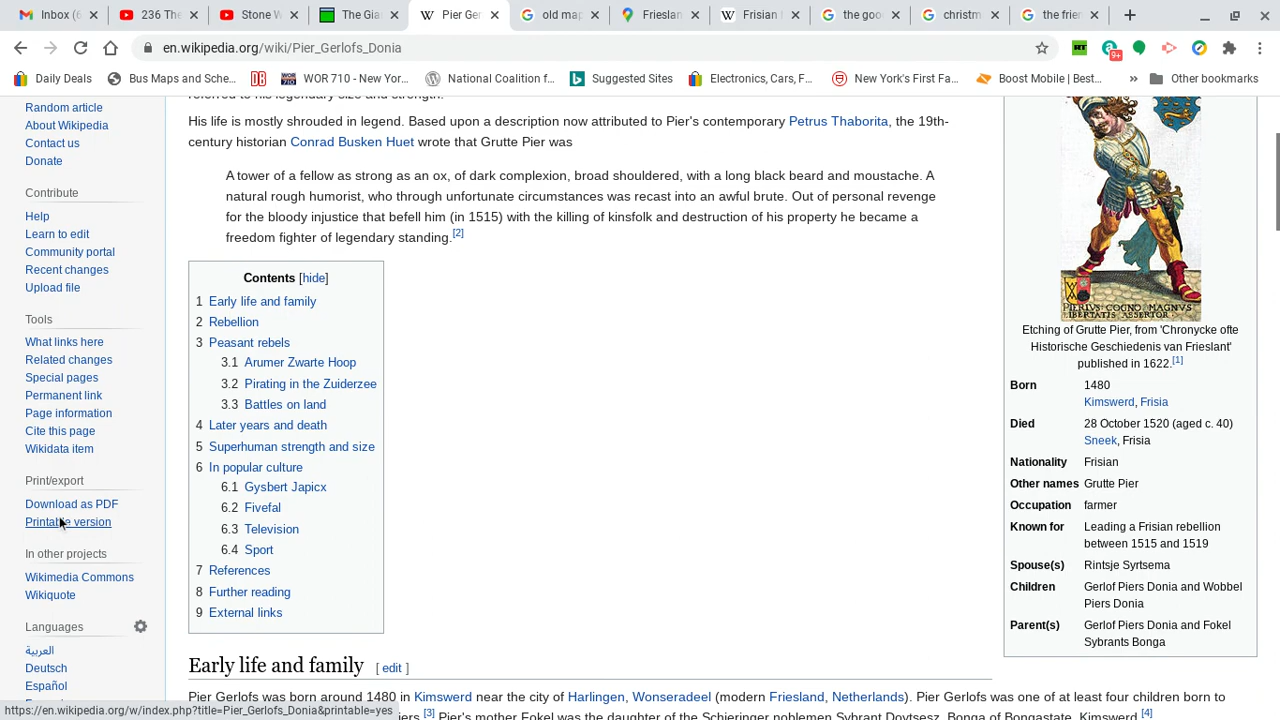 Inbox (6
236 The
Stone W
The Gia
Pier Ger
old map
Frieslan
Frisian f
the goo
christm
the frien
en.wikipedia.org/wiki/Pier_Gerlofs_Donia
RT
9+
Daily Deals
Bus Maps and Sche...
WOR 710 - New Yor...
National Coalition f...
Suggested Sites
Electronics, Cars, F...
New York's First Fa...
Boost Mobile | Best...
Other bookmarks
Random article
About Wikipedia
Contact us
Donate
Contribute
Help
Learn to edit
Community portal
Recent changes
Upload file
Tools
What links here
Related changes
Special pages
Permanent link
Page information
Cite this page
Wikidata item
Print/export
Download as PDF
Printable version
In other projects
Wikimedia Commons
Wikiquote
Languages
العربية
Deutsch
Español
https://en.wikipedia.org/w/index.php?title=Pier_Gerlofs_Donia&printable=yes
referred to his legendary size and strength.
His life is mostly shrouded in legend. Based upon a description now attributed to Pier's contemporary Petrus Thaborita, the 19th-
century historian Conrad Busken Huet wrote that Grutte Pier was
A tower of a fellow as strong as an ox, of dark complexion, broad shouldered, with a long black beard and moustache. A
natural rough humorist, who through unfortunate circumstances was recast into an awful brute. Out of personal revenge
for the bloody injustice that befell him (in 1515) with the killing of kinsfolk and destruction of his property he became a
freedom fighter of legendary standing.[2]
Contents [hide]
1 Early life and family
2 Rebellion
3 Peasant rebels
3.1 Arumer Zwarte Hoop
3.2 Pirating in the Zuiderzee
3.3 Battles on land
4 Later years and death
5 Superhuman strength and size
6 In popular culture
6.1 Gysbert Japicx
6.2 Fivefal
6.3 Television
6.4 Sport
7 References
8 Further reading
9 External links
Early life and family [ edit ]
Pier Gerlofs was born around 1480 in Kimswerd near the city of Harlingen, Wonseradeel (modern Friesland, Netherlands). Pier Gerlofs was one of at least four children born to
iers.[3] Pier's mother Fokel was the daughter of the Schieringer nobleman Sybrant Doytsesz. Bonga of Bongastate, Kimswerd.[4]
PIERIVS COGNO. MAGNVS
LIBERTATIS ASSERTOR
Etching of Grutte Pier, from 'Chronycke ofte
Historische Geschiedenis van Frieslant'
published in 1622.[1]
Born 1480
Kimswerd, Frisia
Died 28 October 1520 (aged c. 40)
Sneek, Frisia
Nationality Frisian
Other names Grutte Pier
Occupation farmer
Known for Leading a Frisian rebellion
between 1515 and 1519
Spouse(s) Rintsje Syrtsema
Children Gerlof Piers Donia and Wobbel
Piers Donia
Parent(s) Gerlof Piers Donia and Fokel
Sybrants Bonga